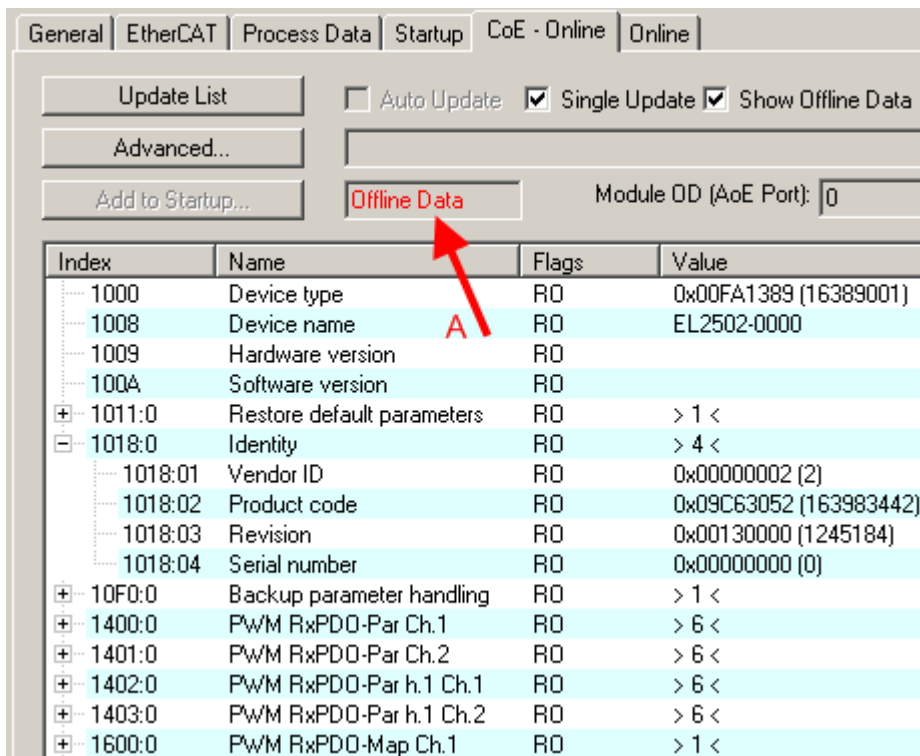 General EtherCAT Process Data Startup CoE - Online Online
Update List Auto Update Single Update Show Offline Data
Advanced...
Add to Startup... Offline Data Module OD (AoE Port): 0
Index Name Flags Value
1000 Device type RO 0x00FA1389 (16389001)
1008 Device name RO EL2502-0000
A
1009 Hardware version RO
100A Software version RO
1011:0 Restore default parameters RO > 1 <
1018:0 Identity RO > 4 <
1018:01 Vendor ID RO 0x00000002 (2)
1018:02 Product code RO 0x09C63052 (163983442)
1018:03 Revision RO 0x00130000 (1245184)
1018:04 Serial number RO 0x00000000 (0)
10F0:0 Backup parameter handling RO > 1 <
1400:0 PWM RxPDO-Par Ch.1 RO > 6 <
1401:0 PWM RxPDO-Par Ch.2 RO > 6 <
1402:0 PWM RxPDO-Par h.1 Ch.1 RO > 6 <
1403:0 PWM RxPDO-Par h.1 Ch.2 RO > 6 <
1600:0 PWM RxPDO-Map Ch.1 RO > 1 <